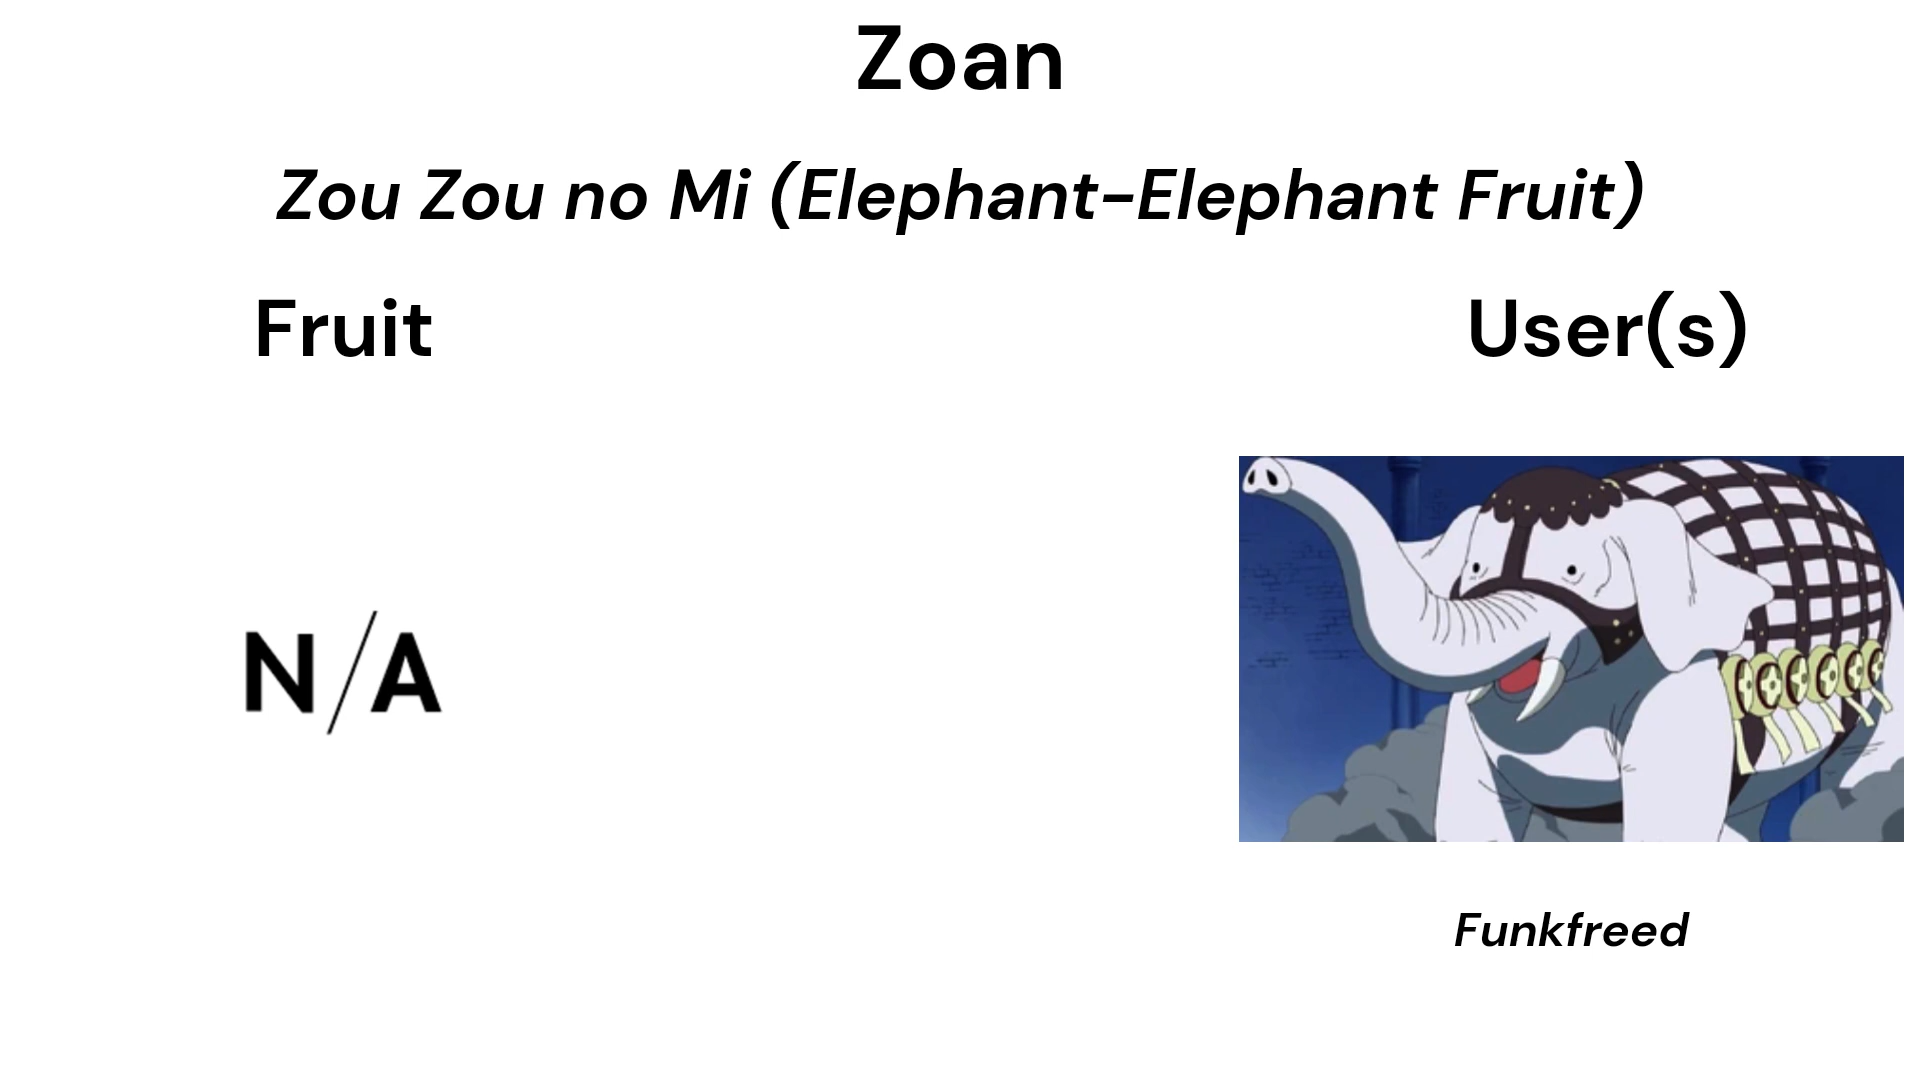 Zoan
Zou Zou no Mi (Elephant-Elephant Fruit)
Fruit
User(s)
N/A
Funkfreed